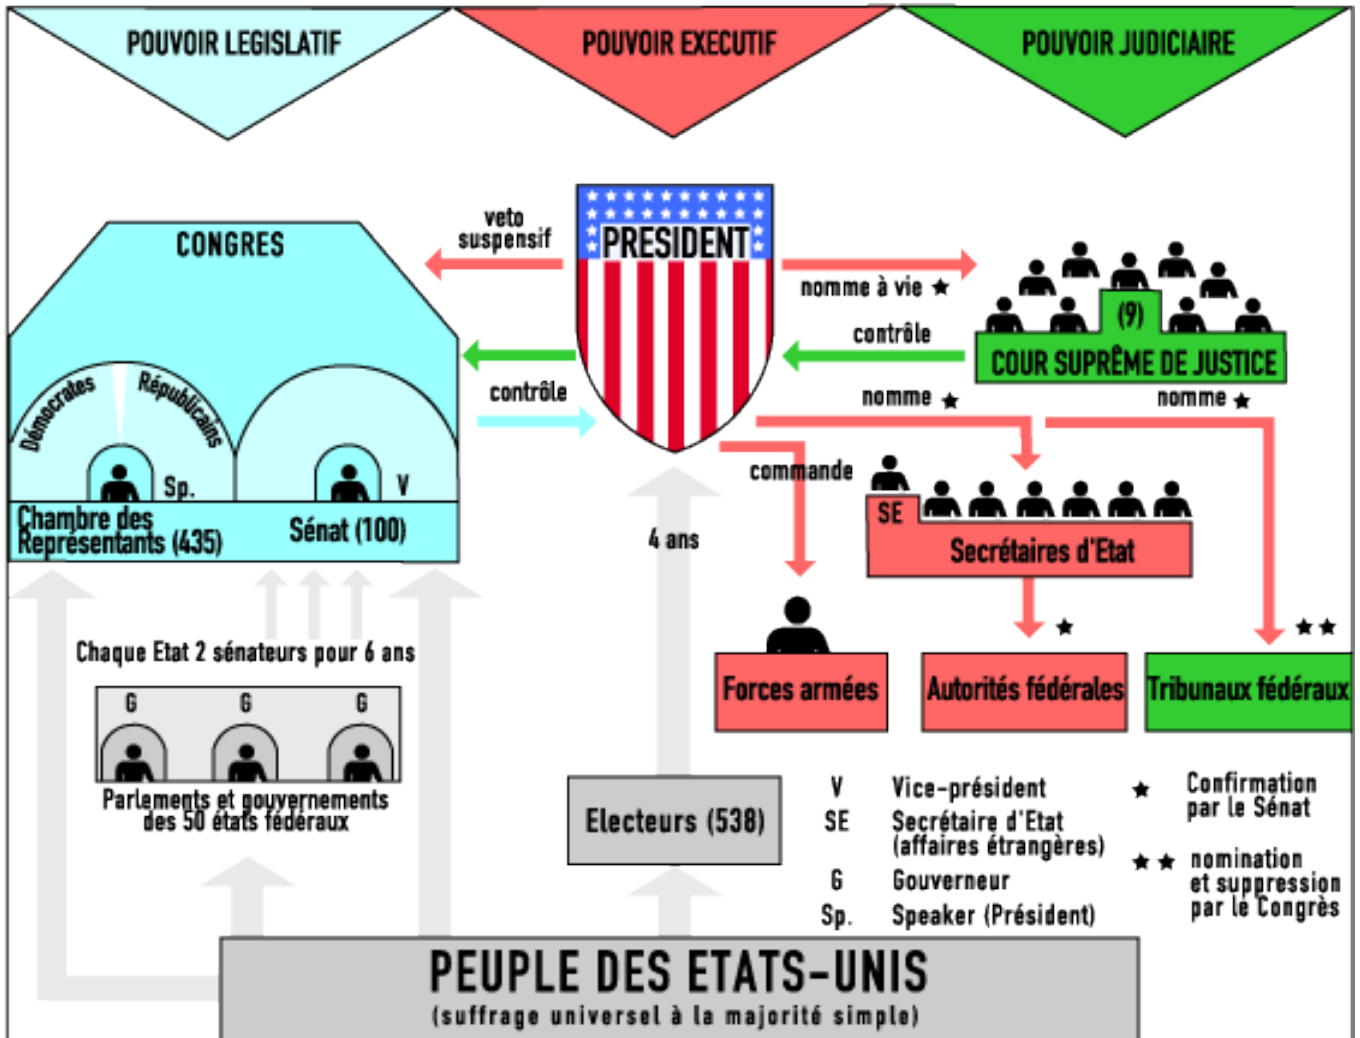 POUVOIR LEGISLATIF
POUVOIR EXECUTIF
POUVOIR JUDICIAIRE
CONGRES
veto
suspensif
PRESIDENT
nomme à vie ★
contrôle
contrôle
(9)
COUR SUPRÊME DE JUSTICE
nomme ★
nomme ★
commande
Démocrates
Républicains
Sp.
V
Chambre des
Représentants (435)
Sénat (100)
SE
Secrétaires d'Etat
4 ans
Chaque Etat 2 sénateurs pour 6 ans
G
G
G
Parlements et gouvernements
des 50 états fédéraux
★
★★
Forces armées
Autorités fédérales
Tribunaux fédéraux
Electeurs (538)
V Vice-président
SE Secrétaire d'Etat
(affaires étrangères)
G Gouverneur
Sp. Speaker (Président)
★ Confirmation
par le Sénat
★★ nomination
et suppression
par le Congrès
PEUPLE DES ETATS-UNIS
(suffrage universel à la majorité simple)